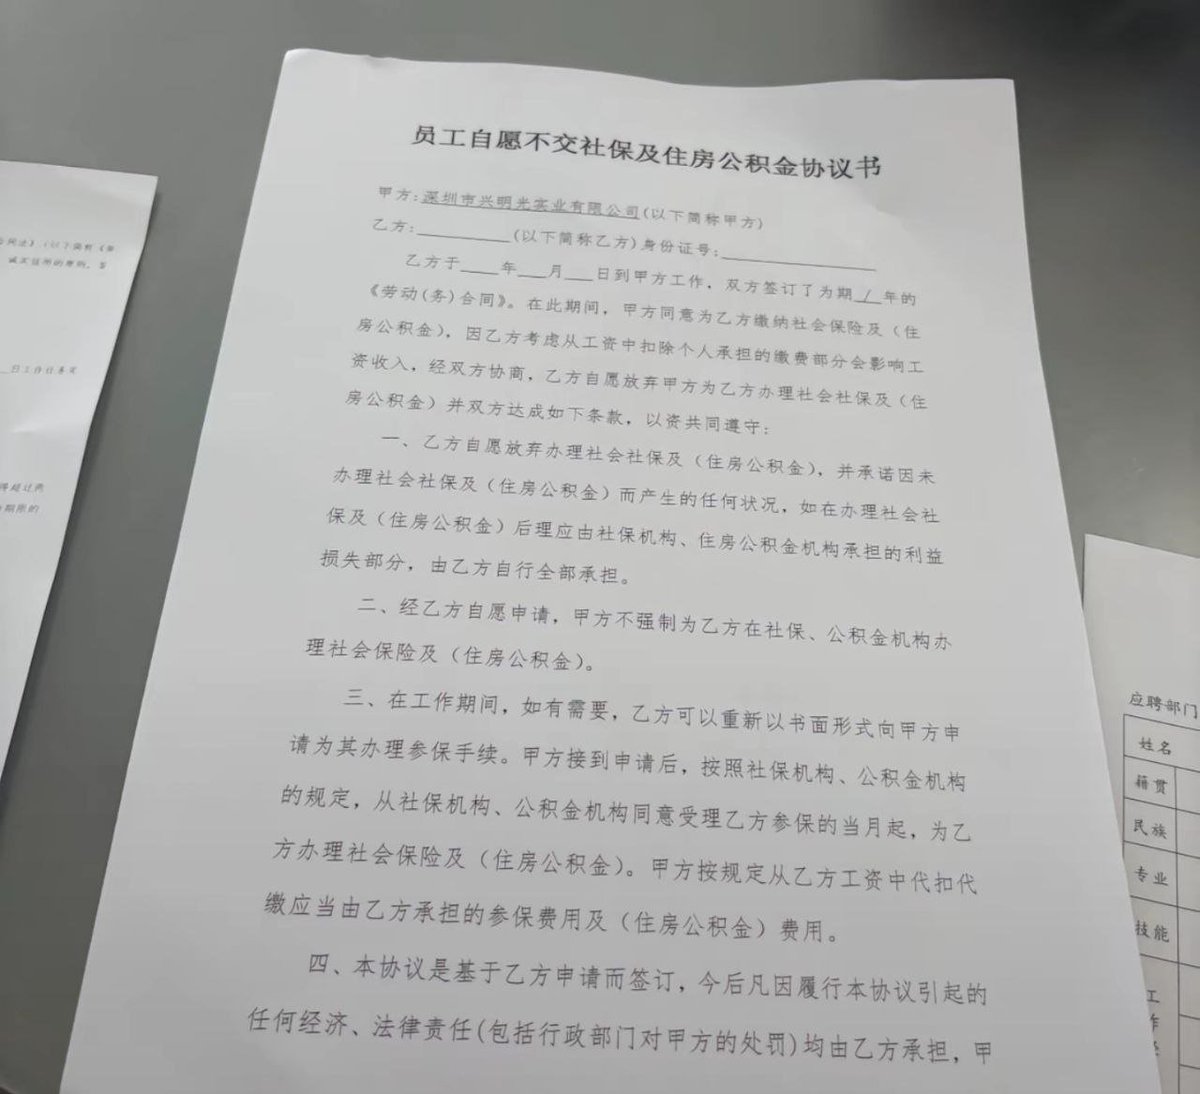 员工自愿不交社保及住房公积金协议书
甲方:深圳市兴明光实业有限公司(以下简称甲方)
乙方:________(以下简称乙方)身份证号:____________
乙方于___年__月__日到甲方工作，双方签订了为期_/_年的
《劳动(务)合同》。在此期间，甲方同意为乙方缴纳社会保险及（住
房公积金），因乙方考虑从工资中扣除个人承担的缴费部分会影响工
资收入，经双方协商，乙方自愿放弃甲方为乙方办理社会社保及（住
房公积金）并双方达成如下条款，以资共同遵守：
一、乙方自愿放弃办理社会社保及（住房公积金），并承诺因未
办理社会社保及（住房公积金）而产生的任何状况，如在办理社会社
保及（住房公积金）后理应由社保机构、住房公积金机构承担的利益
损失部分，由乙方自行全部承担。
二、经乙方自愿申请，甲方不强制为乙方在社保、公积金机构办
理社会保险及（住房公积金）。
三、在工作期间，如有需要，乙方可以重新以书面形式向甲方申
请为其办理参保手续。甲方接到申请后，按照社保机构、公积金机构
的规定，从社保机构、公积金机构同意受理乙方参保的当月起，为乙
方办理社会保险及（住房公积金）。甲方按规定从乙方工资中代扣代
缴应当由乙方承担的参保费用及（住房公积金）费用。
四、本协议是基于乙方申请而签订，今后凡因履行本协议引起的
任何经济、法律责任(包括行政部门对甲方的处罚)均由乙方承担，甲
合同法》（以下简称《劳
诚实信用的原则，
日工作任务完
得超过两
期限的
应聘部门
姓名
籍贯
民族
专业
技能
工
作